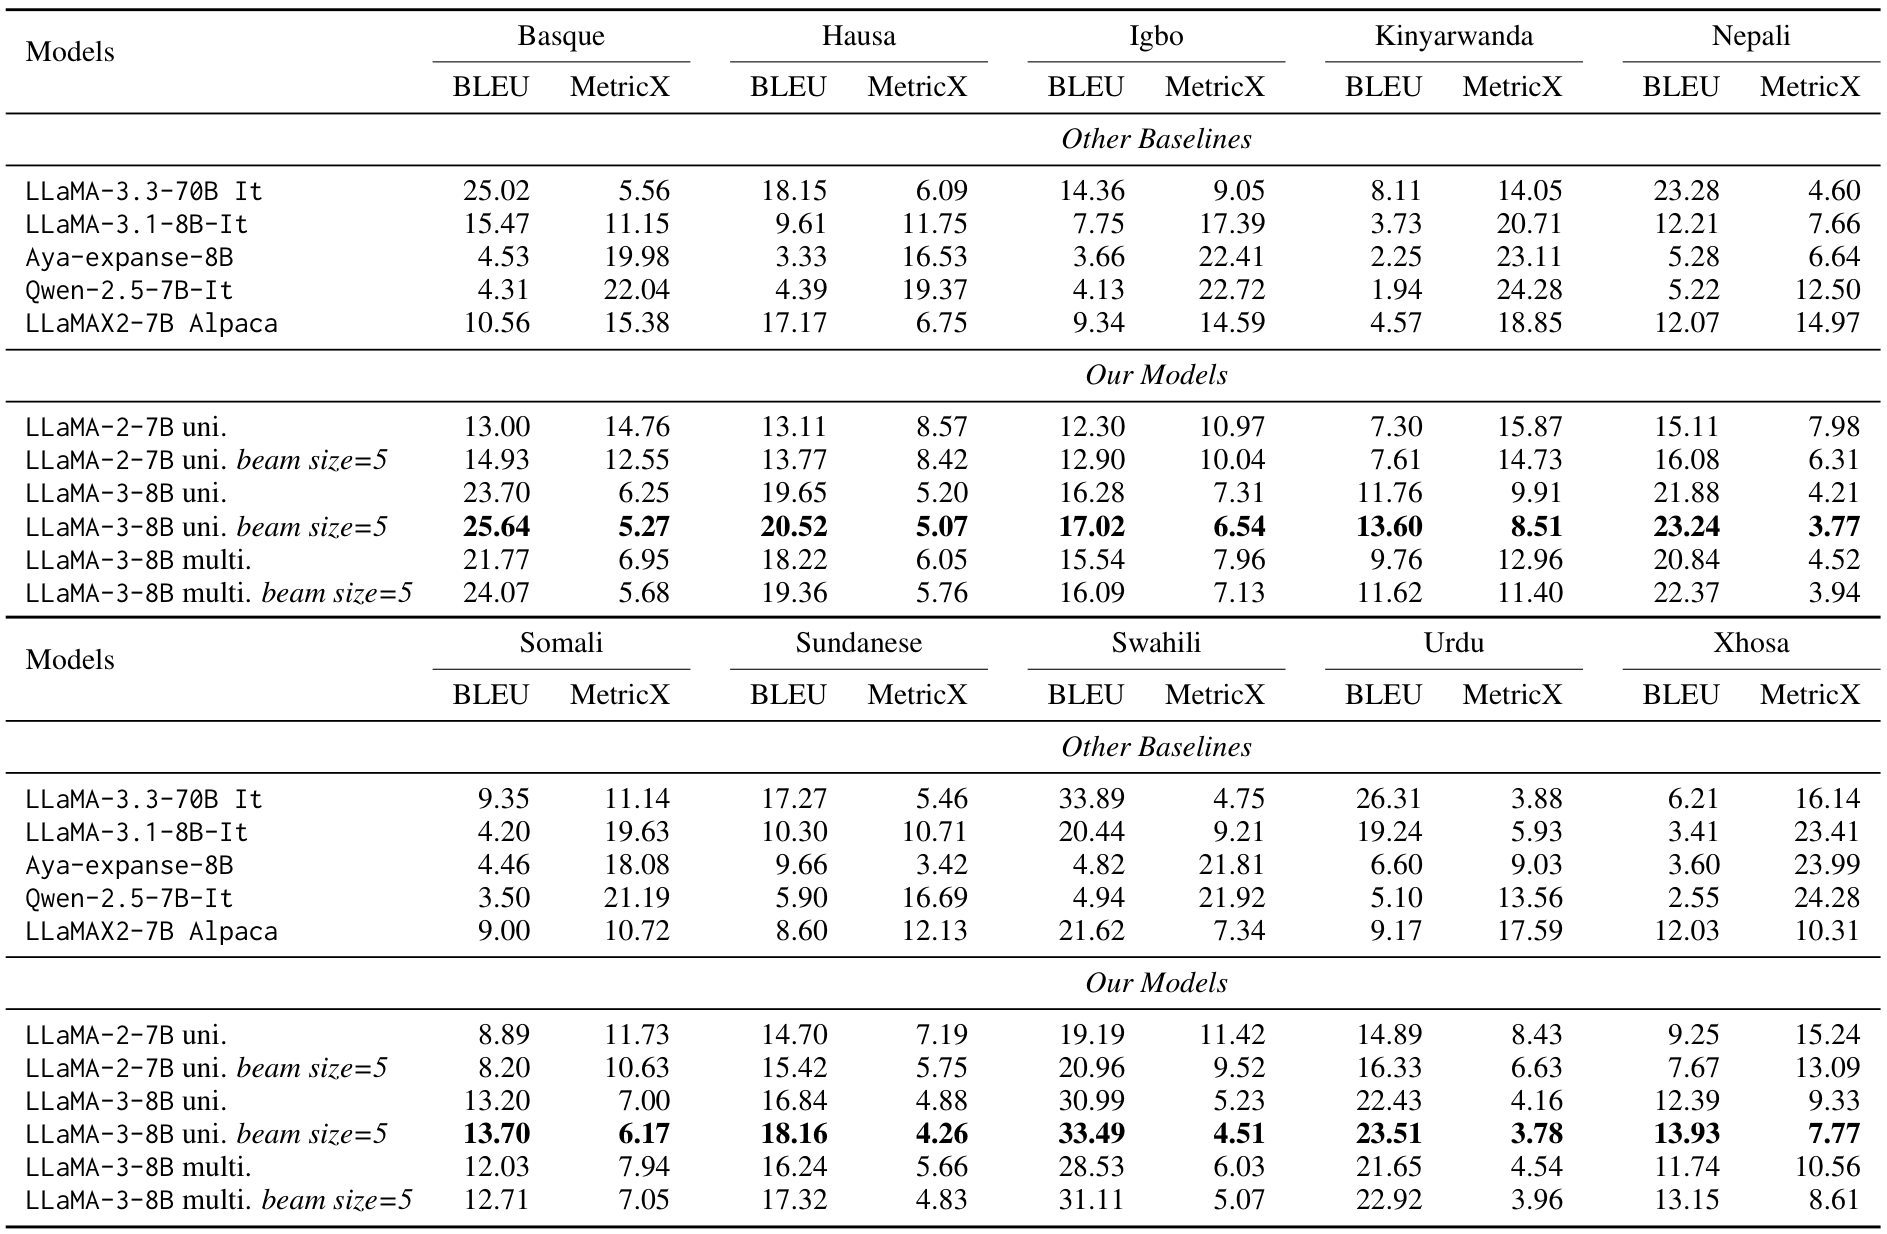 Models Basque Hausa Igbo Kinyarwanda Nepali
BLEU MetricX BLEU MetricX BLEU MetricX BLEU MetricX BLEU MetricX
Other Baselines
LLaMA-3.3-70B It 25.02 5.56 18.15 6.09 14.36 9.05 8.11 14.05 23.28 4.60
LLaMA-3.1-8B-It 15.47 11.15 9.61 11.75 7.75 17.39 3.73 20.71 12.21 7.66
Aya-expanse-8B 4.53 19.98 3.33 16.53 3.66 22.41 2.25 23.11 5.28 6.64
Qwen-2.5-7B-It 4.31 22.04 4.39 19.37 4.13 22.72 1.94 24.28 5.22 12.50
LLaMAX2-7B Alpaca 10.56 15.38 17.17 6.75 9.34 14.59 4.57 18.85 12.07 14.97
Our Models
LLaMA-2-7B uni. 13.00 14.76 13.11 8.57 12.30 10.97 7.30 15.87 15.11 7.98
LLaMA-2-7B uni. beam size=5 14.93 12.55 13.77 8.42 12.90 10.04 7.61 14.73 16.08 6.31
LLaMA-3-8B uni. 23.70 6.25 19.65 5.20 16.28 7.31 11.76 9.91 21.88 4.21
LLaMA-3-8B uni. beam size=5 25.64 5.27 20.52 5.07 17.02 6.54 13.60 8.51 23.24 3.77
LLaMA-3-8B multi. 21.77 6.95 18.22 6.05 15.54 7.96 9.76 12.96 20.84 4.52
LLaMA-3-8B multi. beam size=5 24.07 5.68 19.36 5.76 16.09 7.13 11.62 11.40 22.37 3.94
Models Somali Sundanese Swahili Urdu Xhosa
BLEU MetricX BLEU MetricX BLEU MetricX BLEU MetricX BLEU MetricX
Other Baselines
LLaMA-3.3-70B It 9.35 11.14 17.27 5.46 33.89 4.75 26.31 3.88 6.21 16.14
LLaMA-3.1-8B-It 4.20 19.63 10.30 10.71 20.44 9.21 19.24 5.93 3.41 23.41
Aya-expanse-8B 4.46 18.08 9.66 3.42 4.82 21.81 6.60 9.03 3.60 23.99
Qwen-2.5-7B-It 3.50 21.19 5.90 16.69 4.94 21.92 5.10 13.56 2.55 24.28
LLaMAX2-7B Alpaca 9.00 10.72 8.60 12.13 21.62 7.34 9.17 17.59 12.03 10.31
Our Models
LLaMA-2-7B uni. 8.89 11.73 14.70 7.19 19.19 11.42 14.89 8.43 9.25 15.24
LLaMA-2-7B uni. beam size=5 8.20 10.63 15.42 5.75 20.96 9.52 16.33 6.63 7.67 13.09
LLaMA-3-8B uni. 13.20 7.00 16.84 4.88 30.99 5.23 22.43 4.16 12.39 9.33
LLaMA-3-8B uni. beam size=5 13.70 6.17 18.16 4.26 33.49 4.51 23.51 3.78 13.93 7.77
LLaMA-3-8B multi. 12.03 7.94 16.24 5.66 28.53 6.03 21.65 4.54 11.74 10.56
LLaMA-3-8B multi. beam size=5 12.71 7.05 17.32 4.83 31.11 5.07 22.92 3.96 13.15 8.61